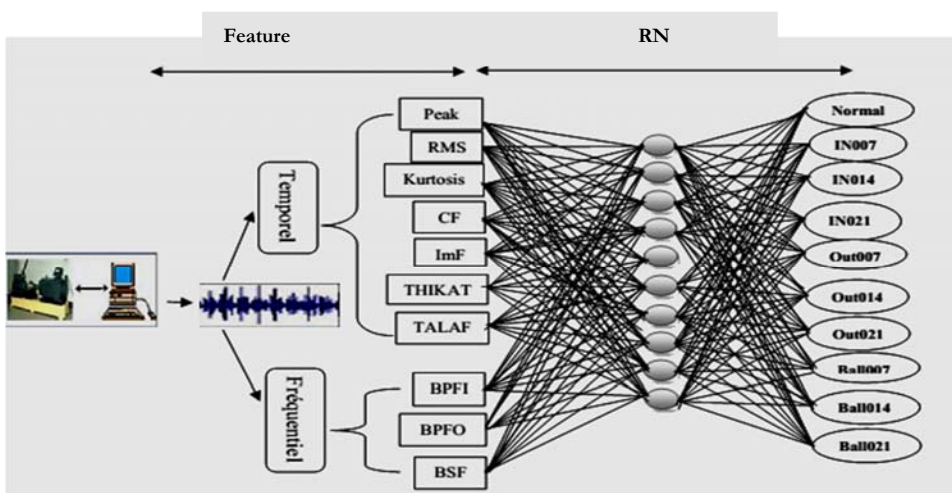 Feature
RN
Temporel
Fréquentiel
Peak
RMS
Kurtosis
CF
ImF
THIKAT
TALAF
BPFI
BPFO
BSF
Normal
IN007
IN014
IN021
Out007
Out014
Out021
Ball007
Ball014
Ball021